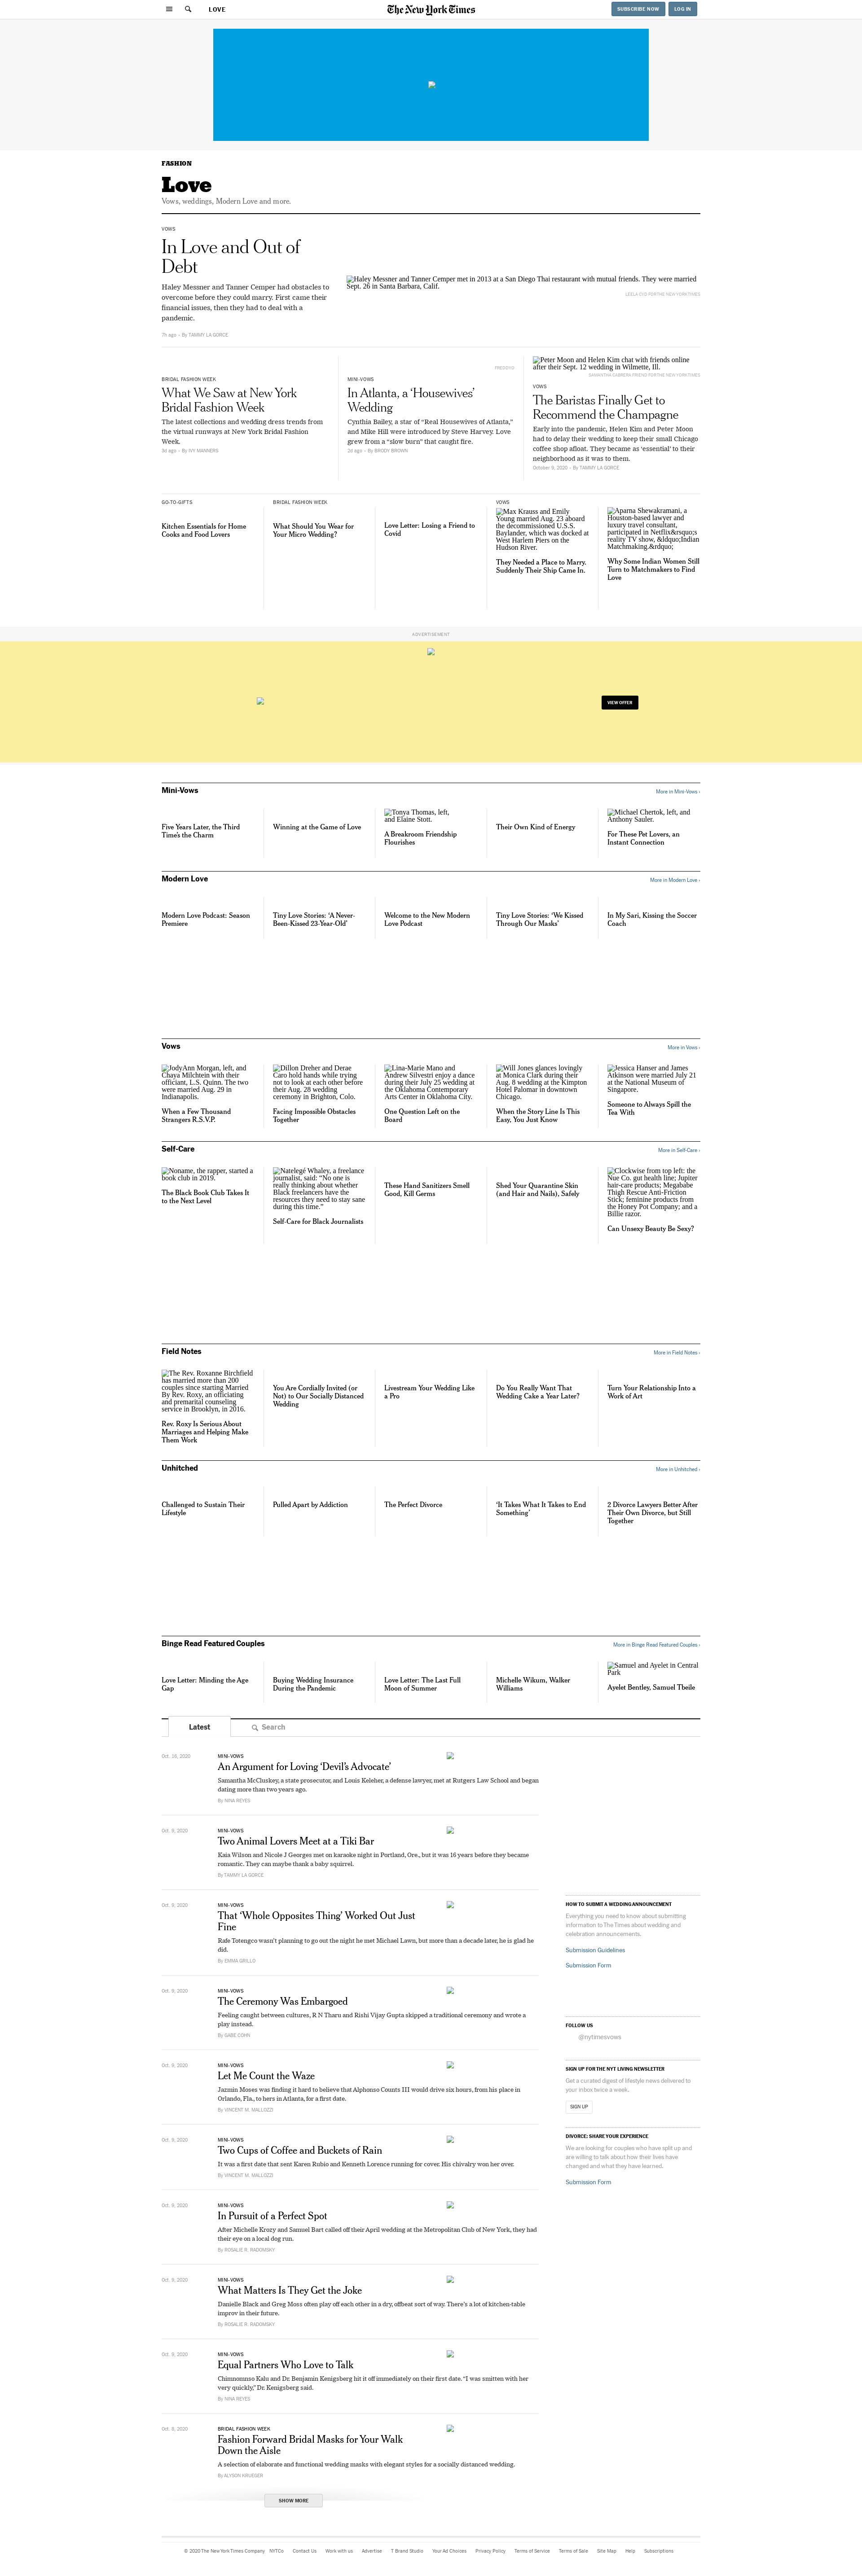 LOVE
The New York Times
SUBSCRIBE NOW
LOG IN
FASHION
Love
Vows, weddings, Modern Love and more.
VOWS
In Love and Out of
Debt
Haley Messner and Tanner Cemper had obstacles to
overcome before they could marry. First came their
financial issues, then they had to deal with a
pandemic.
7h ago - By TAMMY LA GORCE
Haley Messner and Tanner Cemper met in 2013 at a San Diego Thai restaurant with mutual friends. They were married
Sept. 26 in Santa Barbara, Calif.
BRIDAL FASHION WEEK
What We Saw at New York
Bridal Fashion Week
The latest collections and wedding dress trends from
the virtual runways at New York Bridal Fashion
Week.
3d ago - By IVY MANNERS
MINI-VOWS
In Atlanta, a ‘Housewives’
Wedding
Cynthia Bailey, a star of “Real Housewives of Atlanta,”
and Mike Hill were introduced by Steve Harvey. Love
grew from a “slow burn” that caught fire.
2d ago - By BRODY BROWN
Peter Moon and Helen Kim chat with friends online
after their Sept. 12 wedding in Wilmette, Ill.
VOWS
The Baristas Finally Get to
Recommend the Champagne
Early into the pandemic, Helen Kim and Peter Moon
had to delay their wedding to keep their small Chicago
coffee shop afloat. They became as ‘essential’ to their
neighborhood as it was to them.
October 9, 2020 - By TAMMY LA GORCE
GO-TO-GIFTS
Kitchen Essentials for Home
Cooks and Food Lovers
BRIDAL FASHION WEEK
What Should You Wear for
Your Micro Wedding?
Love Letter: Losing a Friend to
Covid
VOWS
Max Krauss and Emily
Young married Aug. 23 aboard
the decommissioned U.S.S.
Baylander, which was docked at
West Harlem Piers on the
Hudson River.
They Needed a Place to Marry.
Suddenly Their Ship Came In.
Aparna Shewakramani, a
Houston-based lawyer and
luxury travel consultant,
participated in Netflix&rsquo;s
reality TV show, &ldquo;Indian
Matchmaking.&rdquo;
Why Some Indian Women Still
Turn to Matchmakers to Find
Love
ADVERTISEMENT
VIEW OFFER
Mini-Vows
More in Mini-Vows ›
Five Years Later, the Third
Time’s the Charm
Winning at the Game of Love
Tonya Thomas, left,
and Elaine Stott.
A Breakthrough Friendship
Flourishes
Their Own Kind of Energy
Michael Chertok, left, and
Anthony Sauler.
For These Pet Lovers, an
Instant Connection
Modern Love
More in Modern Love ›
Modern Love Podcast: Season
Premiere
Tiny Love Stories: ‘A Never-
Been-Kissed 23-Year-Old’
Welcome to the New Modern
Love Podcast
Tiny Love Stories: ‘We Kissed
Through Our Masks’
In My Sari, Kissing the Soccer
Coach
Vows
More in Vows ›
JodyAnn Morgan, left, and
Chaya Milchtein with their
officiant, L.S. Quinn. The two
were married Aug. 29 in
Indianapolis.
When a Few Thousand
Strangers R.S.V.P.
Dillon Dreher and Derae
Caro hold hands while trying
not to look at each other before
their Aug. 28 wedding
ceremony in Brighton, Colo.
Facing Impossible Obstacles
Together
Lina-Marie Mano and
Andrew Silvestri enjoy a dance
during their July 25 wedding at
the Oklahoma Contemporary
Arts Center in Oklahoma City.
One Question Left on the
Board
Will Jones glances lovingly
at Monica Clark during their
Aug. 8 wedding at the Kimpton
Hotel Palomar in downtown
Chicago.
When the Story Line Is This
Easy, You Just Know
Jessica Hanser and James
Atkinson were married July 21
at the National Museum of
Singapore.
Someone to Always Spill the
Tea With
Self-Care
More in Self-Care ›
Noname, the rapper, started a
book club in 2019.
The Black Book Club Takes It
to the Next Level
Natelegé Whaley, a freelance
journalist, said: “No one is
really thinking about whether
Black freelancers have the
resources they need to stay sane
during this time.”
Self-Care for Black Journalists
These Hand Sanitizers Smell
Good, Kill Germs
Shed Your Quarantine Skin
(and Hair and Nails), Safely
Clockwise from top left: the
Nue Co. gut health line; Jupiter
hair-care products; Megababe
Thigh Rescue Anti-Friction
Stick; feminine products from
the Honey Pot Company; and a
Billie razor.
Can Unsexy Beauty Be Sexy?
Field Notes
More in Field Notes ›
The Rev. Roxanne Birchfield
has married more than 200
couples since starting Married
By Rev. Roxy, an officiating
and premarital counseling
service in Brooklyn, in 2016.
Rev. Roxy Is Serious About
Marriages and Helping Make
Them Work
You Are Cordially Invited (or
Not) to Our Socially Distanced
Wedding
Livestream Your Wedding Like
a Pro
Do You Really Want That
Wedding Cake a Year Later?
Turn Your Relationship Into a
Work of Art
Unhitched
More in Unhitched ›
Challenged to Sustain Their
Lifestyle
Pulled Apart by Addiction
The Perfect Divorce
‘It Takes What It Takes to End
Something’
2 Divorce Lawyers Better After
Their Own Divorce, but Still
Together
Binge Read Featured Couples
More in Binge Read Featured Couples ›
Love Letter: Minding the Age
Gap
Buying Wedding Insurance
During the Pandemic
Love Letter: The Last Full
Moon of Summer
Michelle Wikum, Walker
Williams
Samuel and Ayelet in Central
Park
Ayelet Bentley, Samuel Tbeile
Latest
Search
Oct. 16, 2020
MINI-VOWS
An Argument for Loving ‘Devil’s Advocate’
Samantha McCluskey, a state prosecutor, and Louis Keleher, a defense lawyer, met at Rutgers Law School and began
dating more than two years ago.
By NINA REYES
Oct. 9, 2020
MINI-VOWS
Two Animal Lovers Meet at a Tiki Bar
Kaia Wilson and Nicole J Georges met on karaoke night in Portland, Ore., but it was 16 years before they became
romantic. They can maybe thank a baby squirrel.
By TAMMY LA GORCE
Oct. 9, 2020
MINI-VOWS
That ‘Whole Opposites Thing’ Worked Out Just
Fine
Rafe Totengco wasn’t planning to go out the night he met Michael Lawn, but more than a decade later, he is glad he
did.
By EMMA GRILLO
Oct. 9, 2020
MINI-VOWS
The Ceremony Was Embargoed
Feeling caught between cultures, R N Tharu and Rishi Vijay Gupta skipped a traditional ceremony and wrote a
play instead.
By GABE COHN
Oct. 9, 2020
MINI-VOWS
Let Me Count the Waze
Jazmin Moses was finding it hard to believe that Alphonso Counts III would drive six hours, from his place in
Orlando, Fla., to hers in Atlanta, for a first date.
By VINCENT M. MALLOZZI
Oct. 9, 2020
MINI-VOWS
Two Cups of Coffee and Buckets of Rain
It was a first date that sent Karen Rubio and Kenneth Lorence running for cover. His chivalry won her over.
By VINCENT M. MALLOZZI
Oct. 9, 2020
MINI-VOWS
In Pursuit of a Perfect Spot
After Michelle Krozy and Samuel Bart called off their April wedding at the Metropolitan Club of New York, they had
their eye on a local dog run.
By ROSALIE R. RADOMSKY
Oct. 9, 2020
MINI-VOWS
What Matters Is They Get the Joke
Danielle Black and Greg Moss often play off each other in a dry, offbeat sort of way. There’s a lot of kitchen-table
improv in their future.
By ROSALIE R. RADOMSKY
Oct. 9, 2020
MINI-VOWS
Equal Partners Who Love to Talk
Chimnomnso Kalu and Dr. Benjamin Kenigsberg hit it off immediately on their first date. “I was smitten with her
very quickly,” Dr. Kenigsberg said.
By NINA REYES
Oct. 8, 2020
BRIDAL FASHION WEEK
Fashion Forward Bridal Masks for Your Walk
Down the Aisle
A selection of elaborate and functional wedding masks with elegant styles for a socially distanced wedding.
By ALYSON KRUEGER
SHOW MORE
HOW TO SUBMIT A WEDDING ANNOUNCEMENT
Everything you need to know about submitting
information to The Times about wedding and
celebration announcements.
Submission Guidelines
Submission Form
FOLLOW US
@nytimesvows
SIGN UP FOR THE NYT LIVING NEWSLETTER
Get a curated digest of lifestyle news delivered to
your inbox twice a week.
SIGN UP
DIVORCE: SHARE YOUR EXPERIENCE
We are looking for couples who have split up and
are willing to talk about how their lives have
changed and what they have learned.
Submission Form
© 2020 The New York Times Company NYTCo Contact Us Work with us Advertise T Brand Studio Your Ad Choices Privacy Policy Terms of Service Terms of Sale Site Map Help Subscriptions